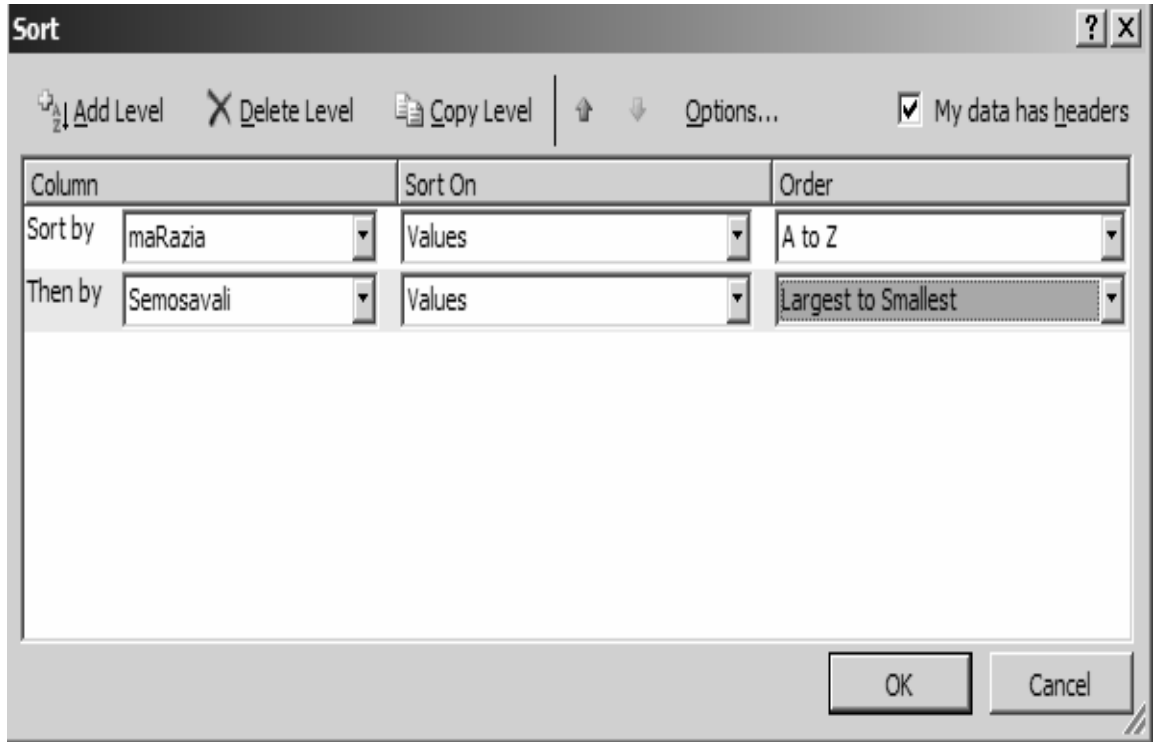 Sort
Add Level Delete Level Copy Level Options... My data has headers
Column Sort On Order
Sort by maRazia Values A to Z
Then by Semosavali Values Largest to Smallest
OK Cancel